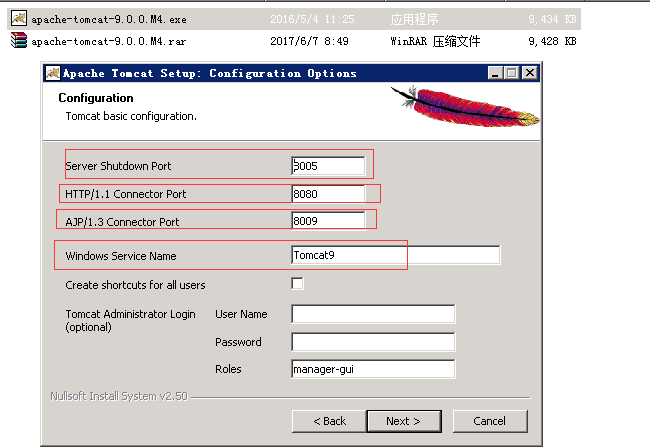 apache-tomcat-9.0.0.M4.exe 2016/5/4 11:25 应用程序 9,434 KB
apache-tomcat-9.0.0.M4.rar 2017/6/7 8:49 WinRAR 压缩文件 9,428 KB
Apache Tomcat Setup: Configuration Options
Configuration
Tomcat basic configuration.
Server Shutdown Port 8005
HTTP/1.1 Connector Port 8080
AJP/1.3 Connector Port 8009
Windows Service Name Tomcat9
Create shortcuts for all users
Tomcat Administrator Login User Name
(optional)
Password
Roles manager-gui
Nullsoft Install System v2.50
< Back Next > Cancel